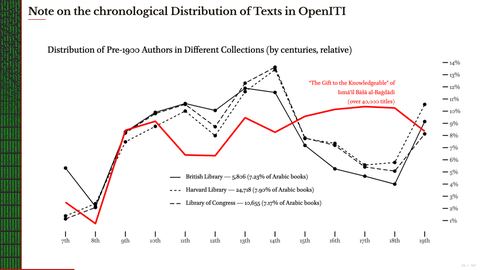 Note on the chronological Distribution of Texts in OpenITI
Distribution of Pre-1900 Authors in Different Collections (by centuries, relative)
"The Gift to the Knowledgeable" of
Ismāʿīl Bāšā al-Baġdādī
(over 40,000 titles)
14%
13%
12%
11%
10%
9%
8%
7%
6%
5%
4%
3%
2%
1%
British Library — 5,816 (7.23% of Arabic books)
Harvard Library — 24,718 (7.90% of Arabic books)
Library of Congress — 10,655 (7.17% of Arabic books)
7th 8th 9th 10th 11th 12th 13th 14th 15th 16th 17th 18th 19th